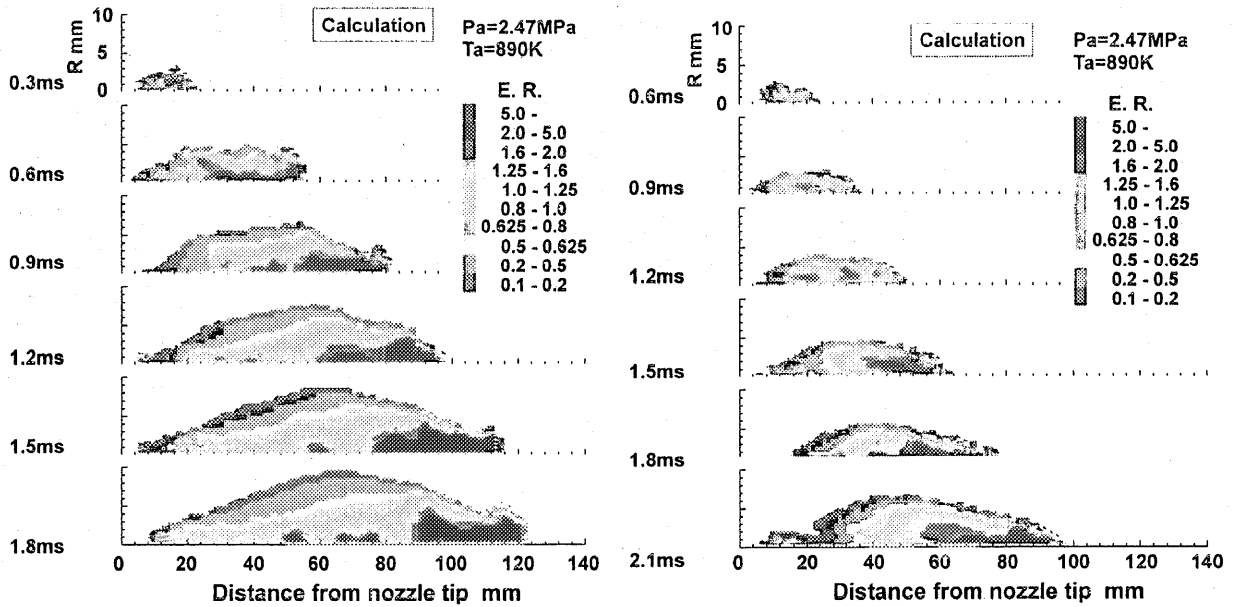 Calculation
Pa=2.47MPa
Ta=890K
R mm
10
5
0
0.3ms
0.6ms
0.9ms
1.2ms
1.5ms
1.8ms
E. R.
5.0 -
2.0 - 5.0
1.6 - 2.0
1.25 - 1.6
1.0 - 1.25
0.8 - 1.0
0.625 - 0.8
0.5 - 0.625
0.2 - 0.5
0.1 - 0.2
0 20 40 60 80 100 120 140
Distance from nozzle tip mm
Calculation
Pa=2.47MPa
Ta=890K
R mm
10
5
0
0.6ms
0.9ms
1.2ms
1.5ms
1.8ms
2.1ms
E. R.
5.0 -
2.0 - 5.0
1.6 - 2.0
1.25 - 1.6
1.0 - 1.25
0.8 - 1.0
0.625 - 0.8
0.5 - 0.625
0.2 - 0.5
0.1 - 0.2
0 20 40 60 80 100 120 140
Distance from nozzle tip mm